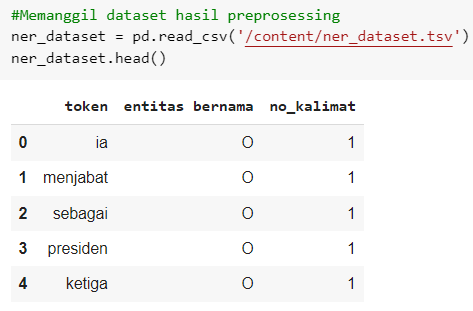 #Memanggil dataset hasil preprosessing
ner_dataset = pd.read_csv('/content/ner_dataset.tsv')
ner_dataset.head()
token entitas bernama no_kalimat
0 ia O 1
1 menjabat O 1
2 sebagai O 1
3 presiden O 1
4 ketiga O 1